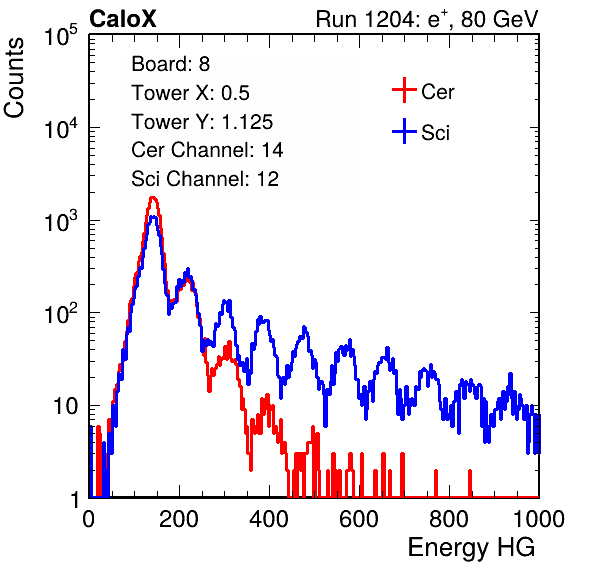 CaloX Run 1204: e⁺, 80 GeV
Counts
Board: 8
Tower X: 0.5
Tower Y: 1.125
Cer Channel: 14
Sci Channel: 12
Cer
Sci
10⁵
10⁴
10³
10²
10
1
0 200 400 600 800 1000
Energy HG